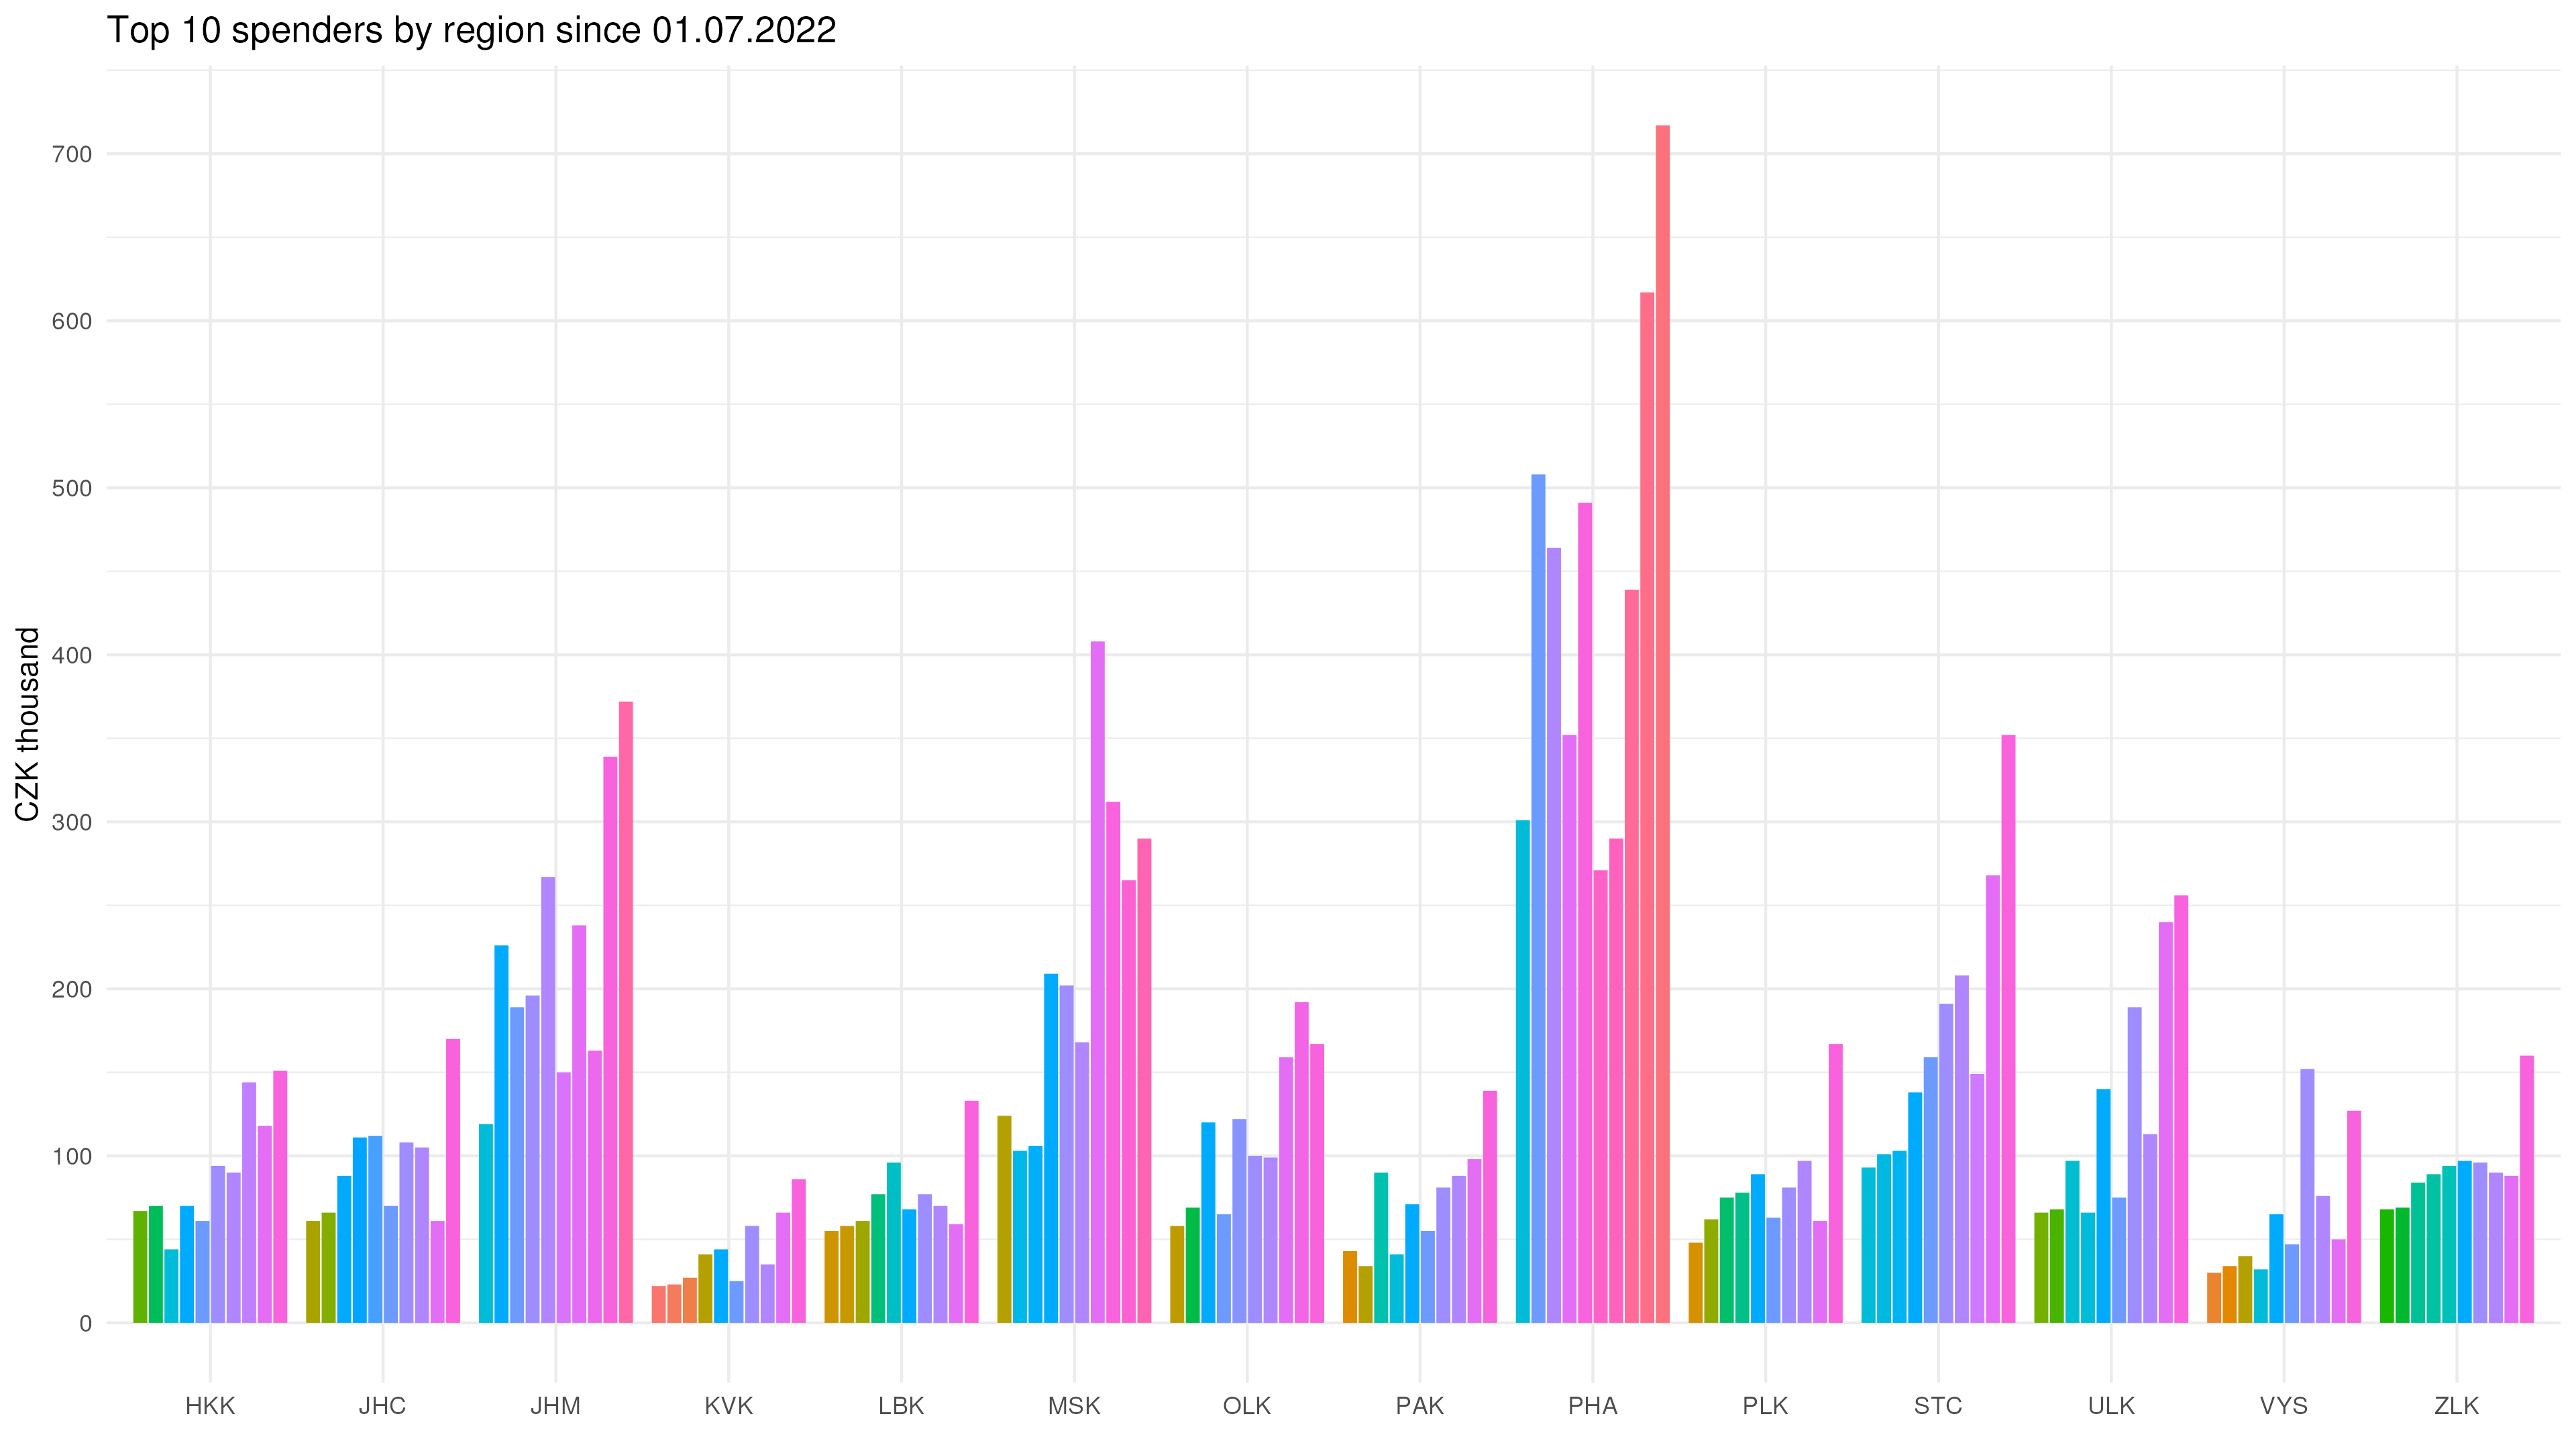 Top 10 spenders by region since 01.07.2022
CZK thousand
700
600
500
400
300
200
100
0
HKK JHC JHM KVK LBK MSK OLK PAK PHA PLK STC ULK VYS ZLK